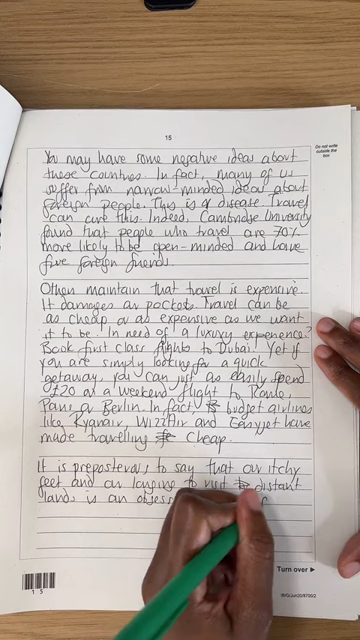 15
Do not write
outside the
box
You may have some negative ideas about
these countries. In fact, many of us
suffer from narrow-minded ideas about
foreign people. This is a disease. Travel
can cure this. Indeed, Cambridge University
found that people who travel are 70%
more likely to be open-minded and have
five foreign friends.
Others maintain that travel is expensive.
It damages our pockets. Travel can be
as cheap or as expensive as we want
it to be. In need of a luxury experience?
Book first class flights to Dubai. Yet if
you are simply looking for a quick
getaway, you can just as easily spend
£20 on a weekend flight to Rome,
Paris or Berlin. In fact budget airlines
like Ryanair, WizzAir and Easyjet have
made travelling cheap.
It is preposterous to say that our itchy
feet and our longing to visit distant
lands is an
Turn over
15
IB/G/Jun20/8700/2